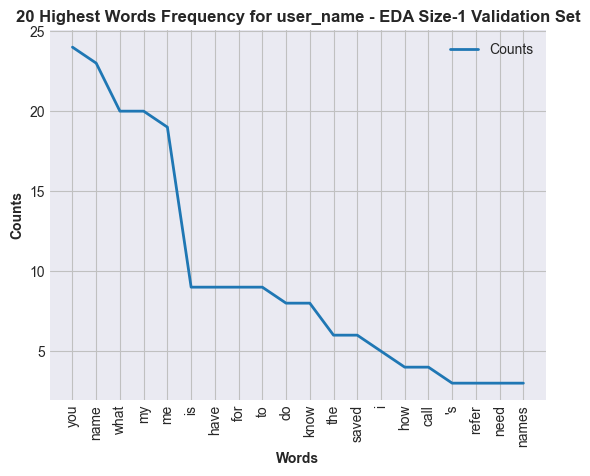 20 Highest Words Frequency for user_name - EDA Size-1 Validation Set
Counts
25
20
15
10
5
Counts
you
name
what
my
me
is
have
for
to
do
know
the
saved
i
how
call
's
refer
need
names
Words